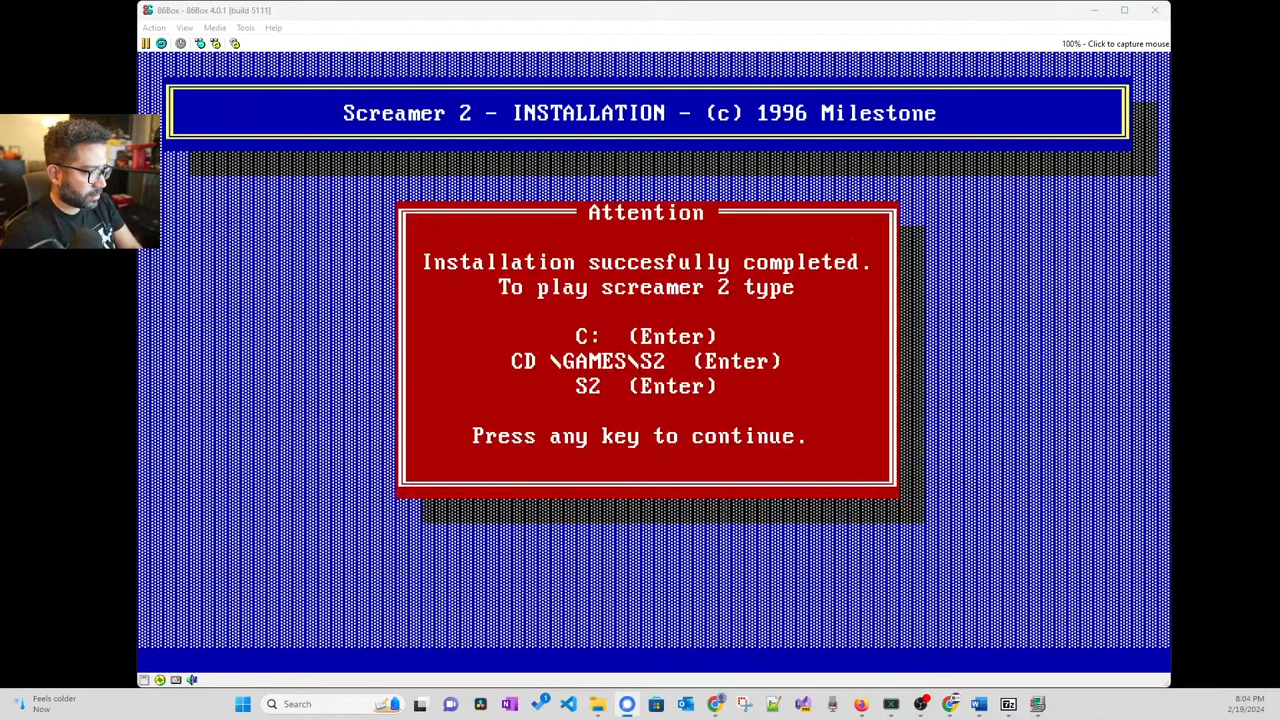 86Box - 86Box 4.0.1 [build 5111]
Action View Media Tools Help
100% - Click to capture mouse
Screamer 2 - INSTALLATION - (c) 1996 Milestone
Attention
Installation succesfully completed.
To play screamer 2 type
C: (Enter)
CD \GAMES\S2 (Enter)
S2 (Enter)
Press any key to continue.
Feels colder
Now
Search
8:04 PM
2/19/2024